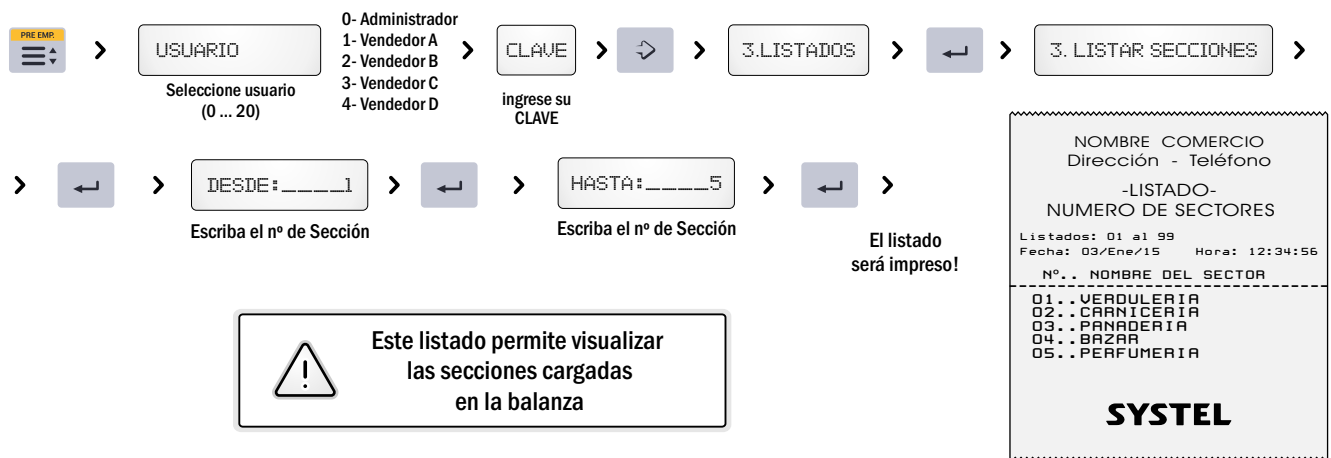 PRE EMP.
USUARIO
Seleccione usuario
(0 ... 20)
0- Administrador
1- Vendedor A
2- Vendedor B
3- Vendedor C
4- Vendedor D
CLAVE
ingrese su
CLAVE
3.LISTADOS
3. LISTAR SECCIONES
DESDE:____1
Escriba el nº de Sección
HASTA:____5
Escriba el nº de Sección
El listado
será impreso!
Este listado permite visualizar
las secciones cargadas
en la balanza
NOMBRE COMERCIO
Dirección - Teléfono
-LISTADO-
NUMERO DE SECTORES
Listados: 01 al 99
Fecha: 03/Ene/15 Hora: 12:34:56
Nº.. NOMBRE DEL SECTOR
01..VERDULERIA
02..CARNICERIA
03..PANADERIA
04..BAZAR
05..PERFUMERIA
SYSTEL